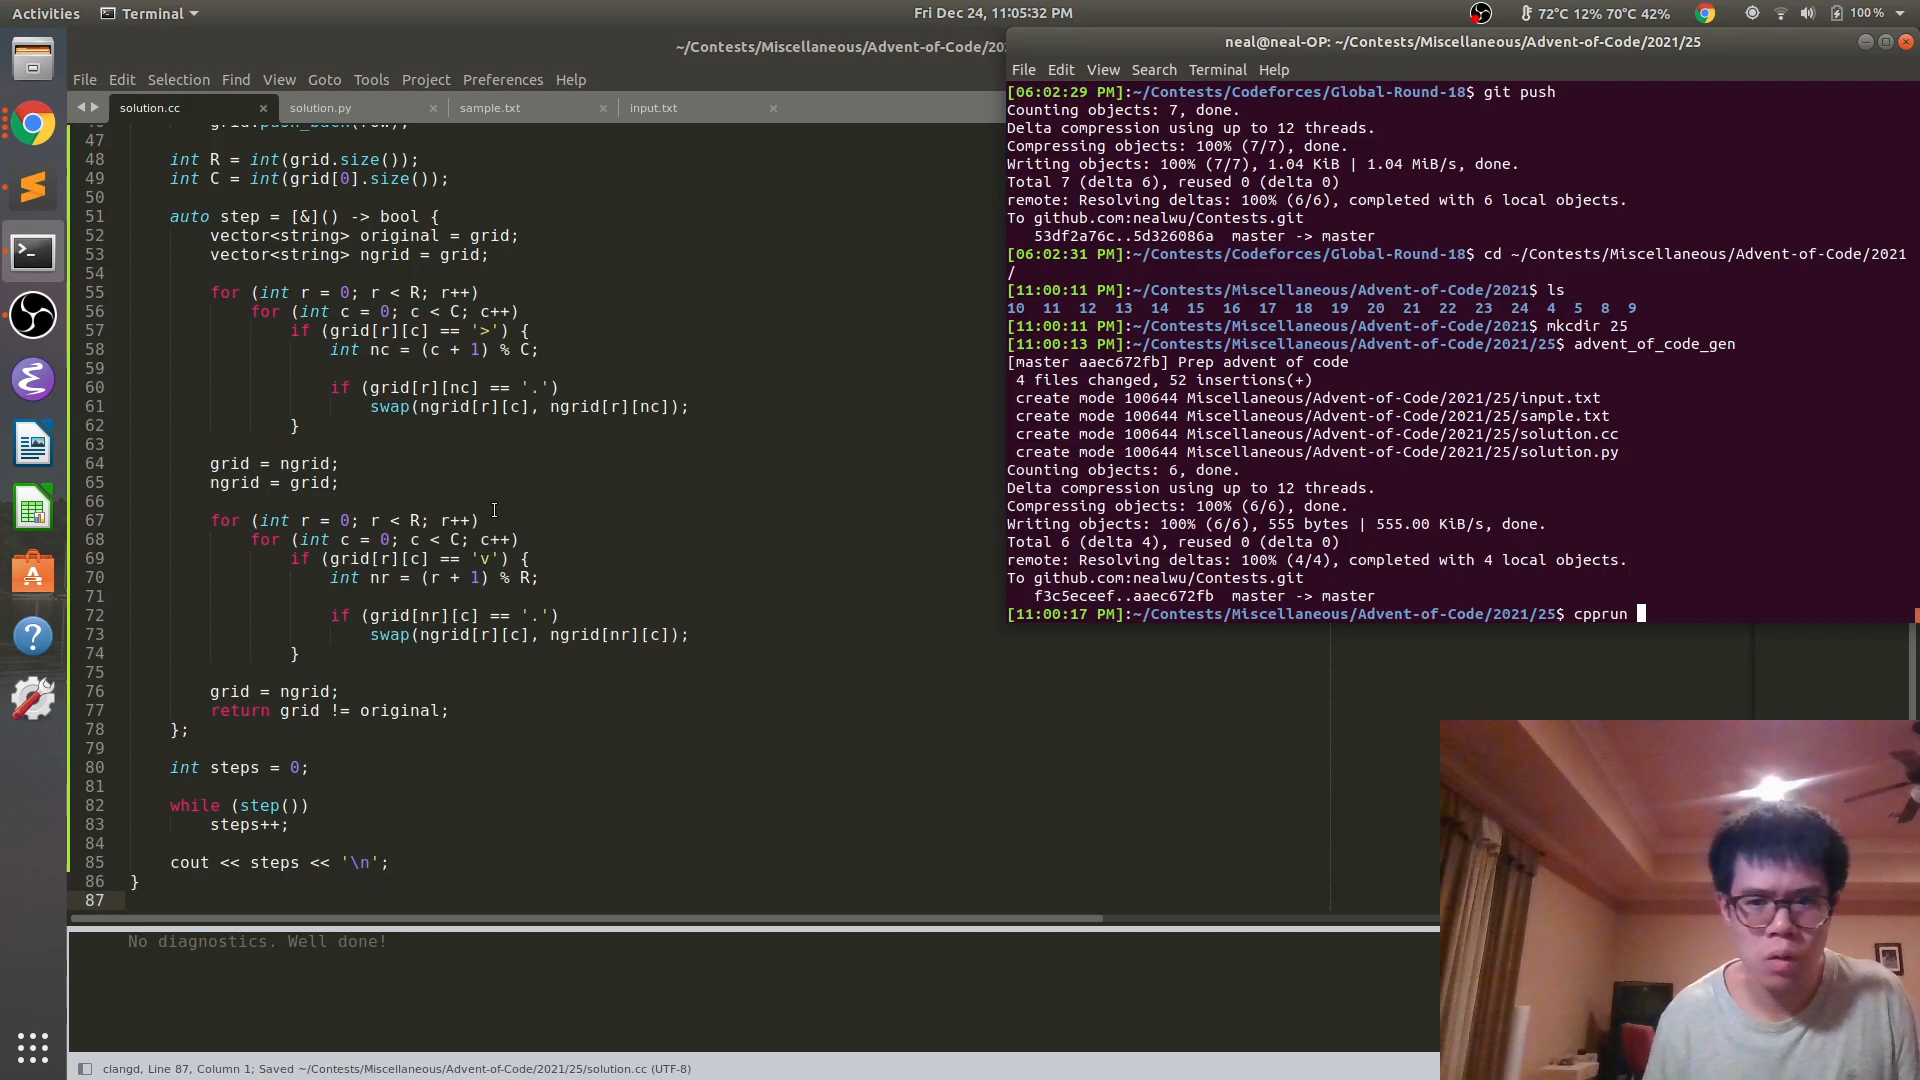 Activities
Terminal
Fri Dec 24, 11:05:32 PM
72°C 12% 70°C 42%
100 %
~/Contests/Miscellaneous/Advent-of-Code/202
File Edit Selection Find View Goto Tools Project Preferences Help
solution.cc
solution.py
sample.txt
input.txt
47
48 int R = int(grid.size());
49 int C = int(grid[0].size());
50
51 auto step = [&]() -> bool {
52 vector<string> original = grid;
53 vector<string> ngrid = grid;
54
55 for (int r = 0; r < R; r++)
56 for (int c = 0; c < C; c++)
57 if (grid[r][c] == '>') {
58 int nc = (c + 1) % C;
59
60 if (grid[r][nc] == '.')
61 swap(ngrid[r][c], ngrid[r][nc]);
62 }
63
64 grid = ngrid;
65 ngrid = grid;
66
67 for (int r = 0; r < R; r++)
68 for (int c = 0; c < C; c++)
69 if (grid[r][c] == 'v') {
70 int nr = (r + 1) % R;
71
72 if (grid[nr][c] == '.')
73 swap(ngrid[r][c], ngrid[nr][c]);
74 }
75
76 grid = ngrid;
77 return grid != original;
78 };
79
80 int steps = 0;
81
82 while (step())
83 steps++;
84
85 cout << steps << '\n';
86 }
87
No diagnostics. Well done!
clangd, Line 87, Column 1; Saved ~/Contests/Miscellaneous/Advent-of-Code/2021/25/solution.cc (UTF-8)
neal@neal-OP: ~/Contests/Miscellaneous/Advent-of-Code/2021/25
File Edit View Search Terminal Help
[06:02:29 PM]:~/Contests/Codeforces/Global-Round-18$ git push
Counting objects: 7, done.
Delta compression using up to 12 threads.
Compressing objects: 100% (7/7), done.
Writing objects: 100% (7/7), 1.04 KiB | 1.04 MiB/s, done.
Total 7 (delta 6), reused 0 (delta 0)
remote: Resolving deltas: 100% (6/6), completed with 6 local objects.
To github.com:nealwu/Contests.git
53df2a76c..5d326086a master -> master
[06:02:31 PM]:~/Contests/Codeforces/Global-Round-18$ cd ~/Contests/Miscellaneous/Advent-of-Code/2021
/
[11:00:11 PM]:~/Contests/Miscellaneous/Advent-of-Code/2021$ ls
10 11 12 13 14 15 16 17 18 19 20 21 22 23 24 4 5 8 9
[11:00:11 PM]:~/Contests/Miscellaneous/Advent-of-Code/2021$ mkcdir 25
[11:00:13 PM]:~/Contests/Miscellaneous/Advent-of-Code/2021/25$ advent_of_code_gen
[master aaec672fb] Prep advent of code
4 files changed, 52 insertions(+)
create mode 100644 Miscellaneous/Advent-of-Code/2021/25/input.txt
create mode 100644 Miscellaneous/Advent-of-Code/2021/25/sample.txt
create mode 100644 Miscellaneous/Advent-of-Code/2021/25/solution.cc
create mode 100644 Miscellaneous/Advent-of-Code/2021/25/solution.py
Counting objects: 6, done.
Delta compression using up to 12 threads.
Compressing objects: 100% (6/6), done.
Writing objects: 100% (6/6), 555 bytes | 555.00 KiB/s, done.
Total 6 (delta 4), reused 0 (delta 0)
remote: Resolving deltas: 100% (4/4), completed with 4 local objects.
To github.com:nealwu/Contests.git
f3c5eceef..aaec672fb master -> master
[11:00:17 PM]:~/Contests/Miscellaneous/Advent-of-Code/2021/25$ cpprun